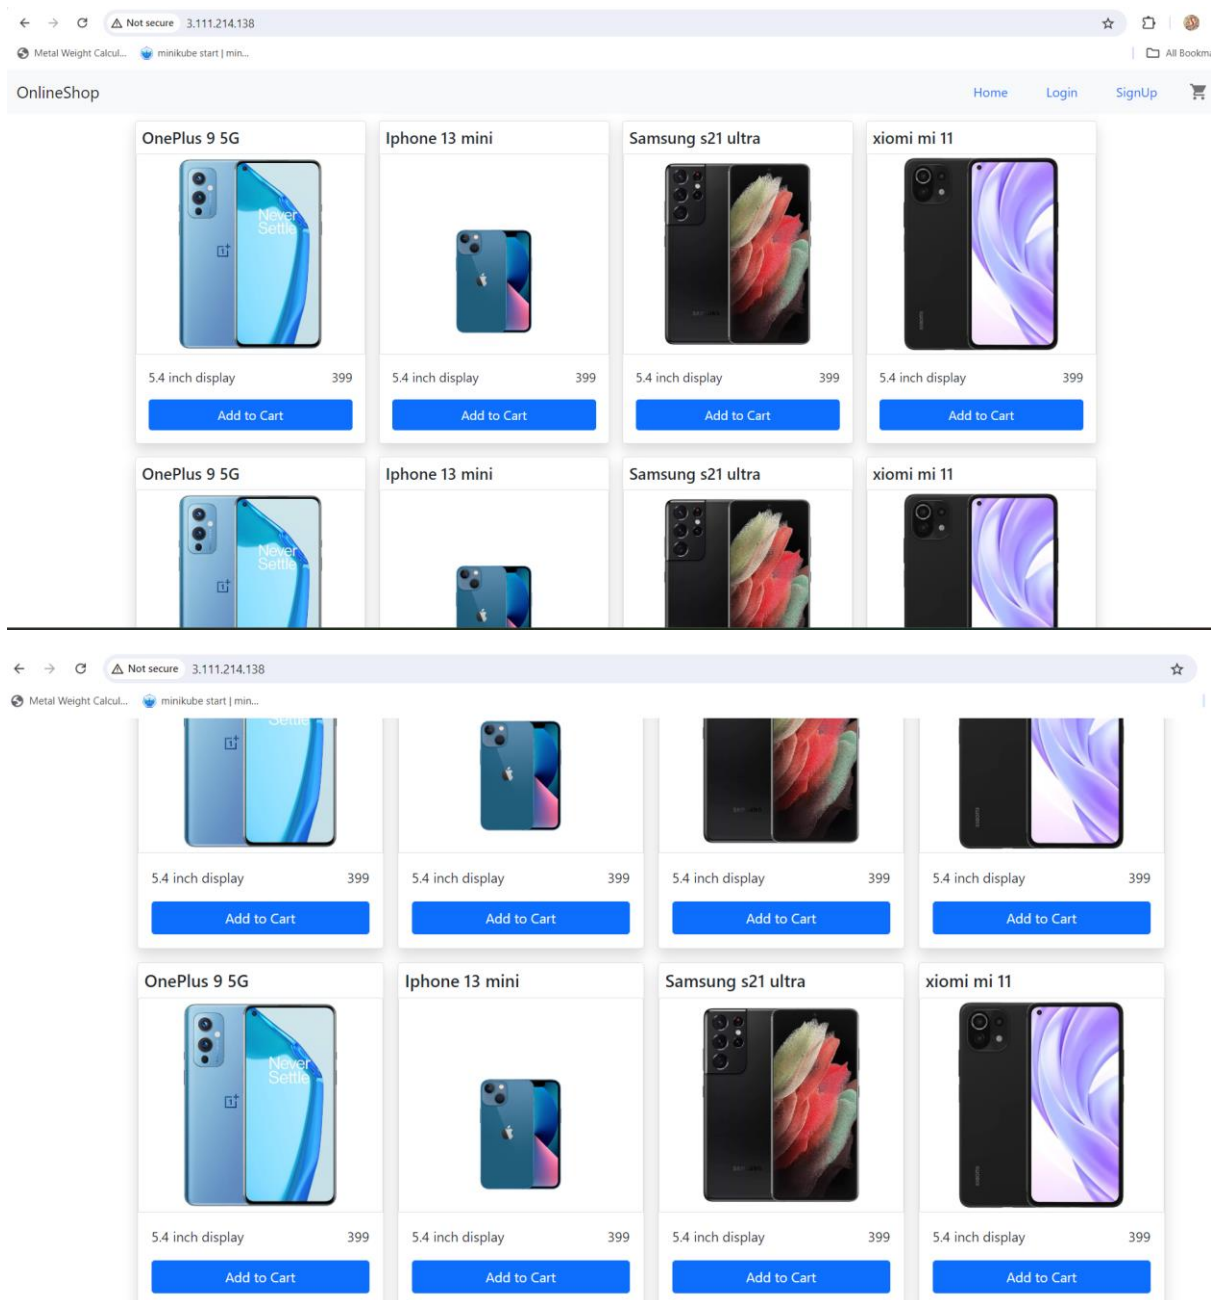 Not secure 3.111.214.138
Metal Weight Calcul... minikube start | min... All Bookma
OnlineShop Home Login SignUp
OnePlus 9 5G Iphone 13 mini Samsung s21 ultra xiomi mi 11
Never
Settle
5.4 inch display 399 5.4 inch display 399 5.4 inch display 399 5.4 inch display 399
Add to Cart Add to Cart Add to Cart Add to Cart
OnePlus 9 5G Iphone 13 mini Samsung s21 ultra xiomi mi 11
Never
Settle
Not secure 3.111.214.138
Metal Weight Calcul... minikube start | min...
Settle
5.4 inch display 399 5.4 inch display 399 5.4 inch display 399 5.4 inch display 399
Add to Cart Add to Cart Add to Cart Add to Cart
OnePlus 9 5G Iphone 13 mini Samsung s21 ultra xiomi mi 11
Never
Settle
5.4 inch display 399 5.4 inch display 399 5.4 inch display 399 5.4 inch display 399
Add to Cart Add to Cart Add to Cart Add to Cart